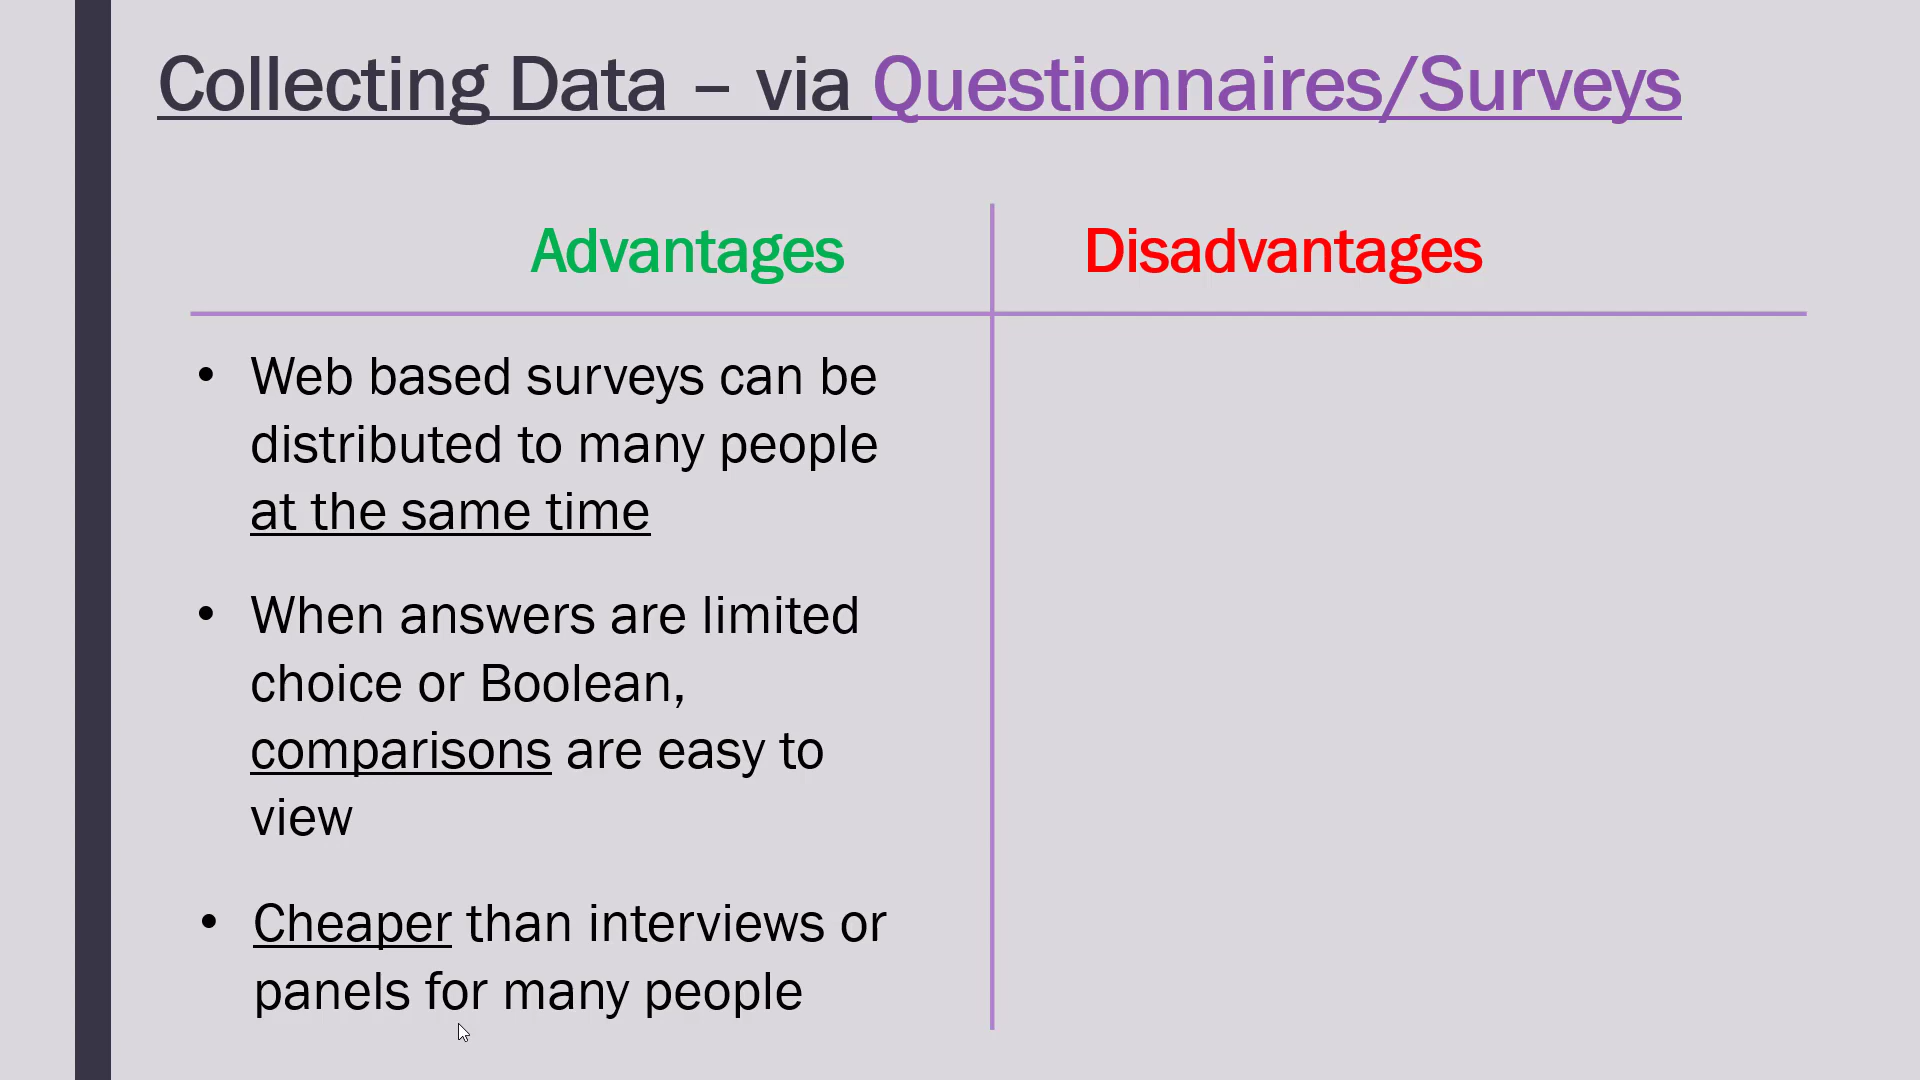 Collecting Data – via Questionnaires/Surveys
Advantages
Disadvantages
• Web based surveys can be
distributed to many people
at the same time
• When answers are limited
choice or Boolean,
comparisons are easy to
view
• Cheaper than interviews or
panels for many people